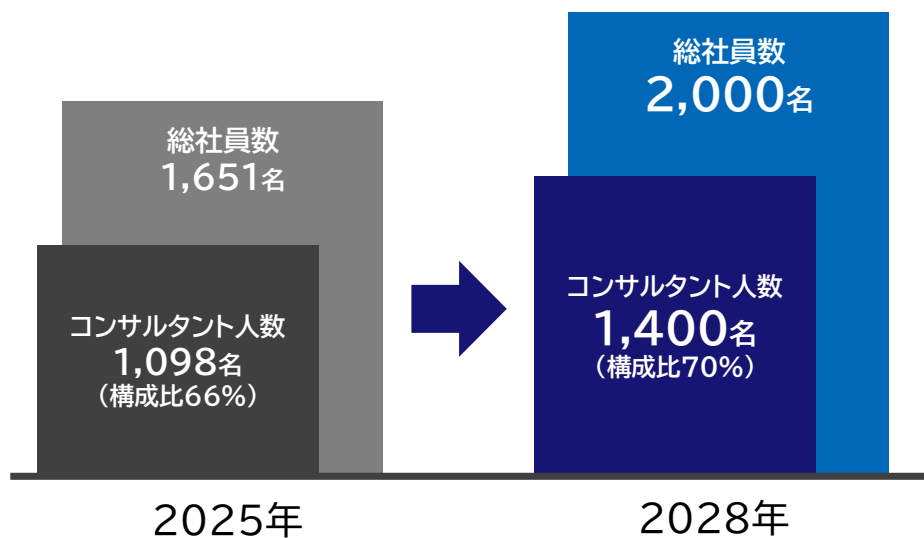 総社員数
1,651名
コンサルタント人数
1,098名
（構成比66%）
2025年
総社員数
2,000名
コンサルタント人数
1,400名
（構成比70%）
2028年